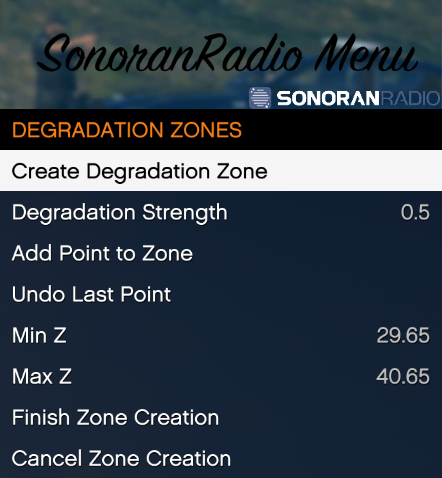 SonoranRadio Menu
SONORANRADIO
DEGRADATION ZONES
Create Degradation Zone
Degradation Strength 0.5
Add Point to Zone
Undo Last Point
Min Z 29.65
Max Z 40.65
Finish Zone Creation
Cancel Zone Creation